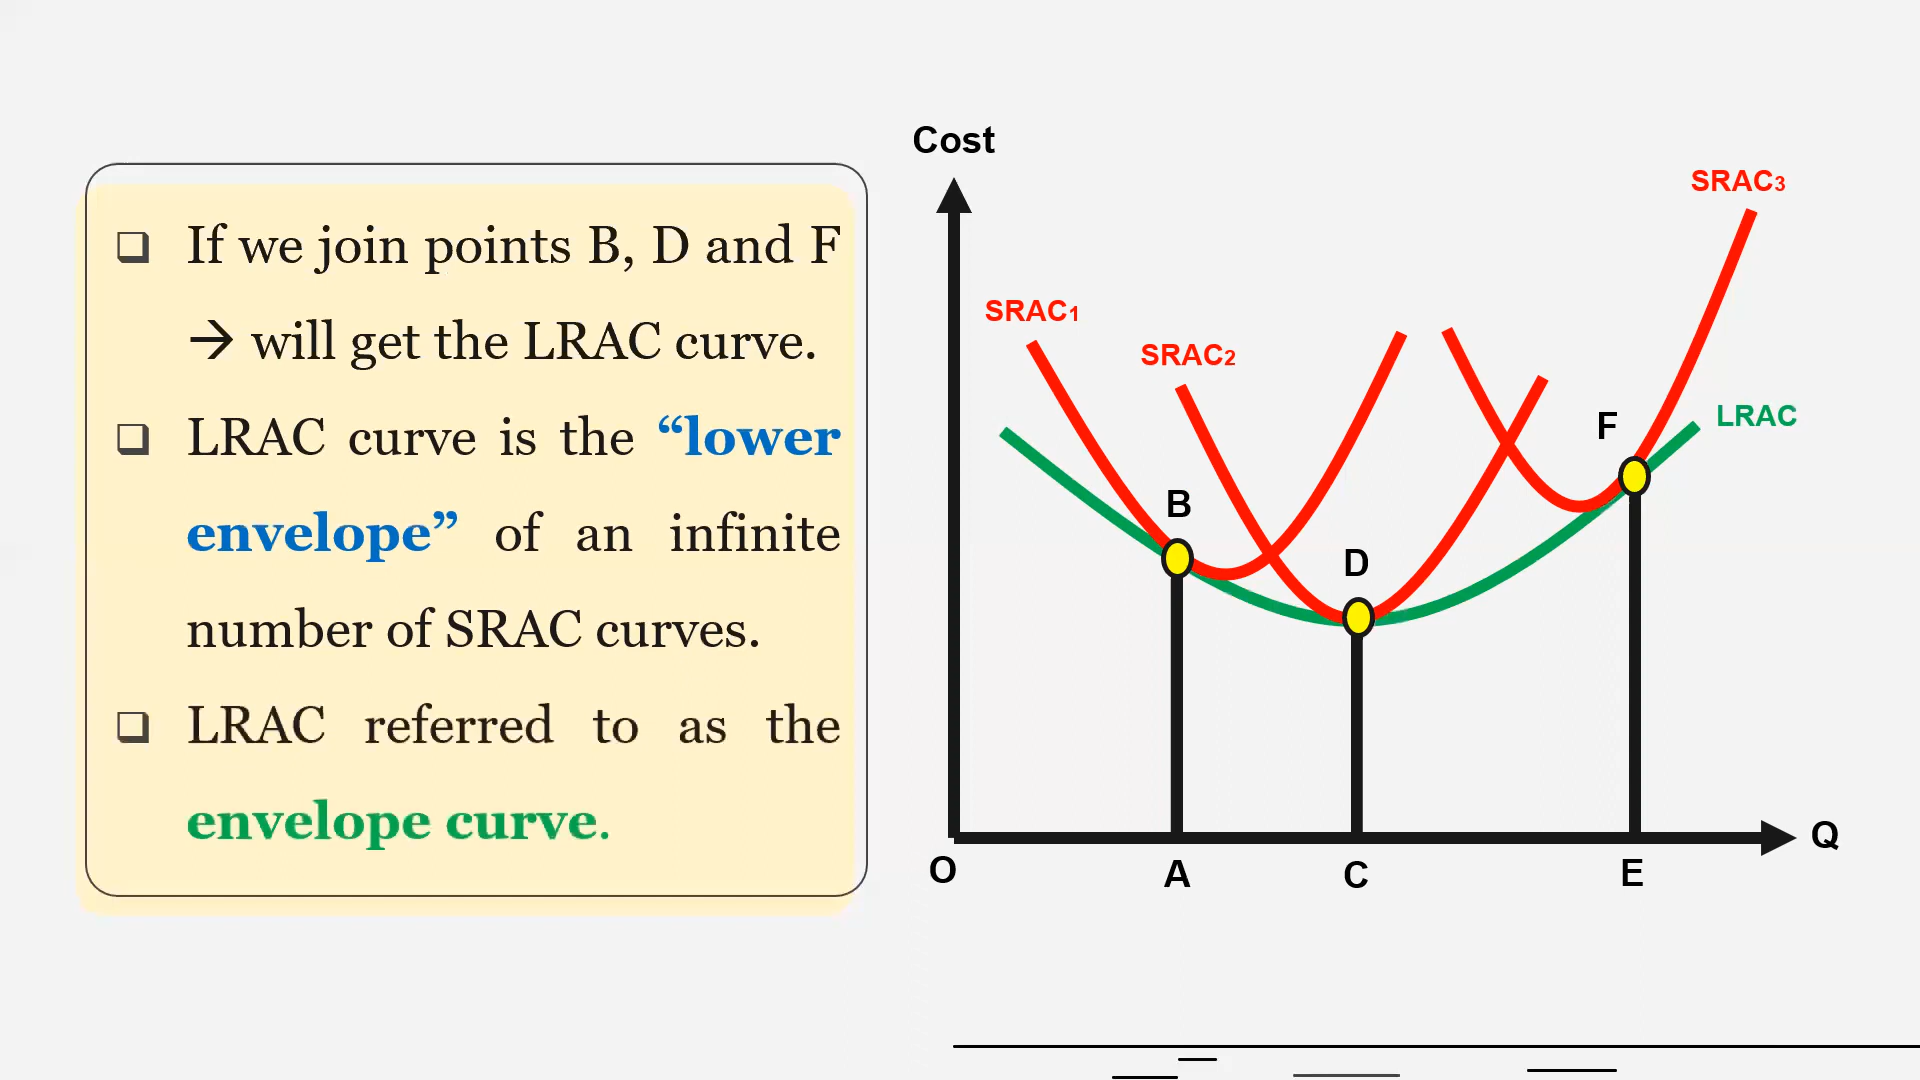 If we join points B, D and F
→ will get the LRAC curve.
LRAC curve is the “lower
envelope” of an infinite
number of SRAC curves.
LRAC referred to as the
envelope curve.
Cost
SRAC3
SRAC1
SRAC2
F
LRAC
B
D
Q
O
A
C
E